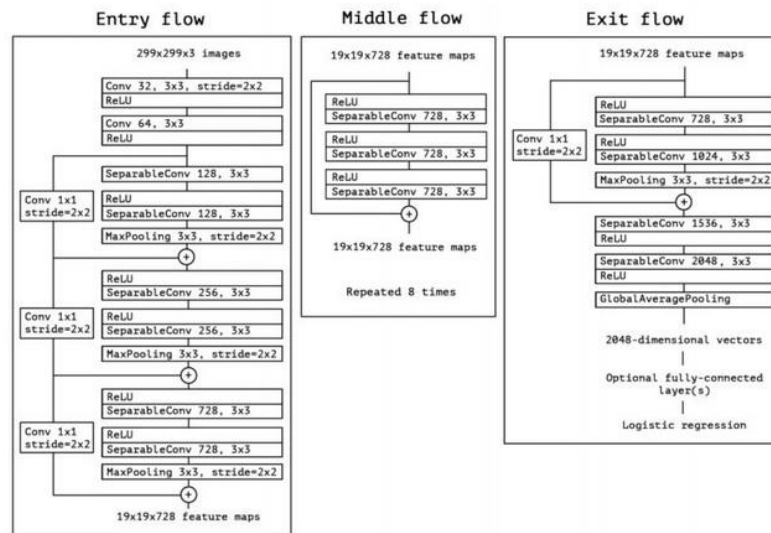 Entry flow
299x299x3 images
Conv 32, 3x3, stride=2x2
ReLU
Conv 64, 3x3
ReLU
SeparableConv 128, 3x3
Conv 1x1
stride=2x2
ReLU
SeparableConv 128, 3x3
MaxPooling 3x3, stride=2x2
+
ReLU
SeparableConv 256, 3x3
Conv 1x1
stride=2x2
ReLU
SeparableConv 256, 3x3
MaxPooling 3x3, stride=2x2
+
ReLU
SeparableConv 728, 3x3
Conv 1x1
stride=2x2
ReLU
SeparableConv 728, 3x3
MaxPooling 3x3, stride=2x2
+
19x19x728 feature maps
Middle flow
19x19x728 feature maps
ReLU
SeparableConv 728, 3x3
ReLU
SeparableConv 728, 3x3
ReLU
SeparableConv 728, 3x3
+
19x19x728 feature maps
Repeated 8 times
Exit flow
19x19x728 feature maps
ReLU
SeparableConv 728, 3x3
Conv 1x1
stride=2x2
ReLU
SeparableConv 1024, 3x3
MaxPooling 3x3, stride=2x2
+
SeparableConv 1536, 3x3
ReLU
SeparableConv 2048, 3x3
ReLU
GlobalAveragePooling
2048-dimensional vectors
Optional fully-connected
layer(s)
Logistic regression